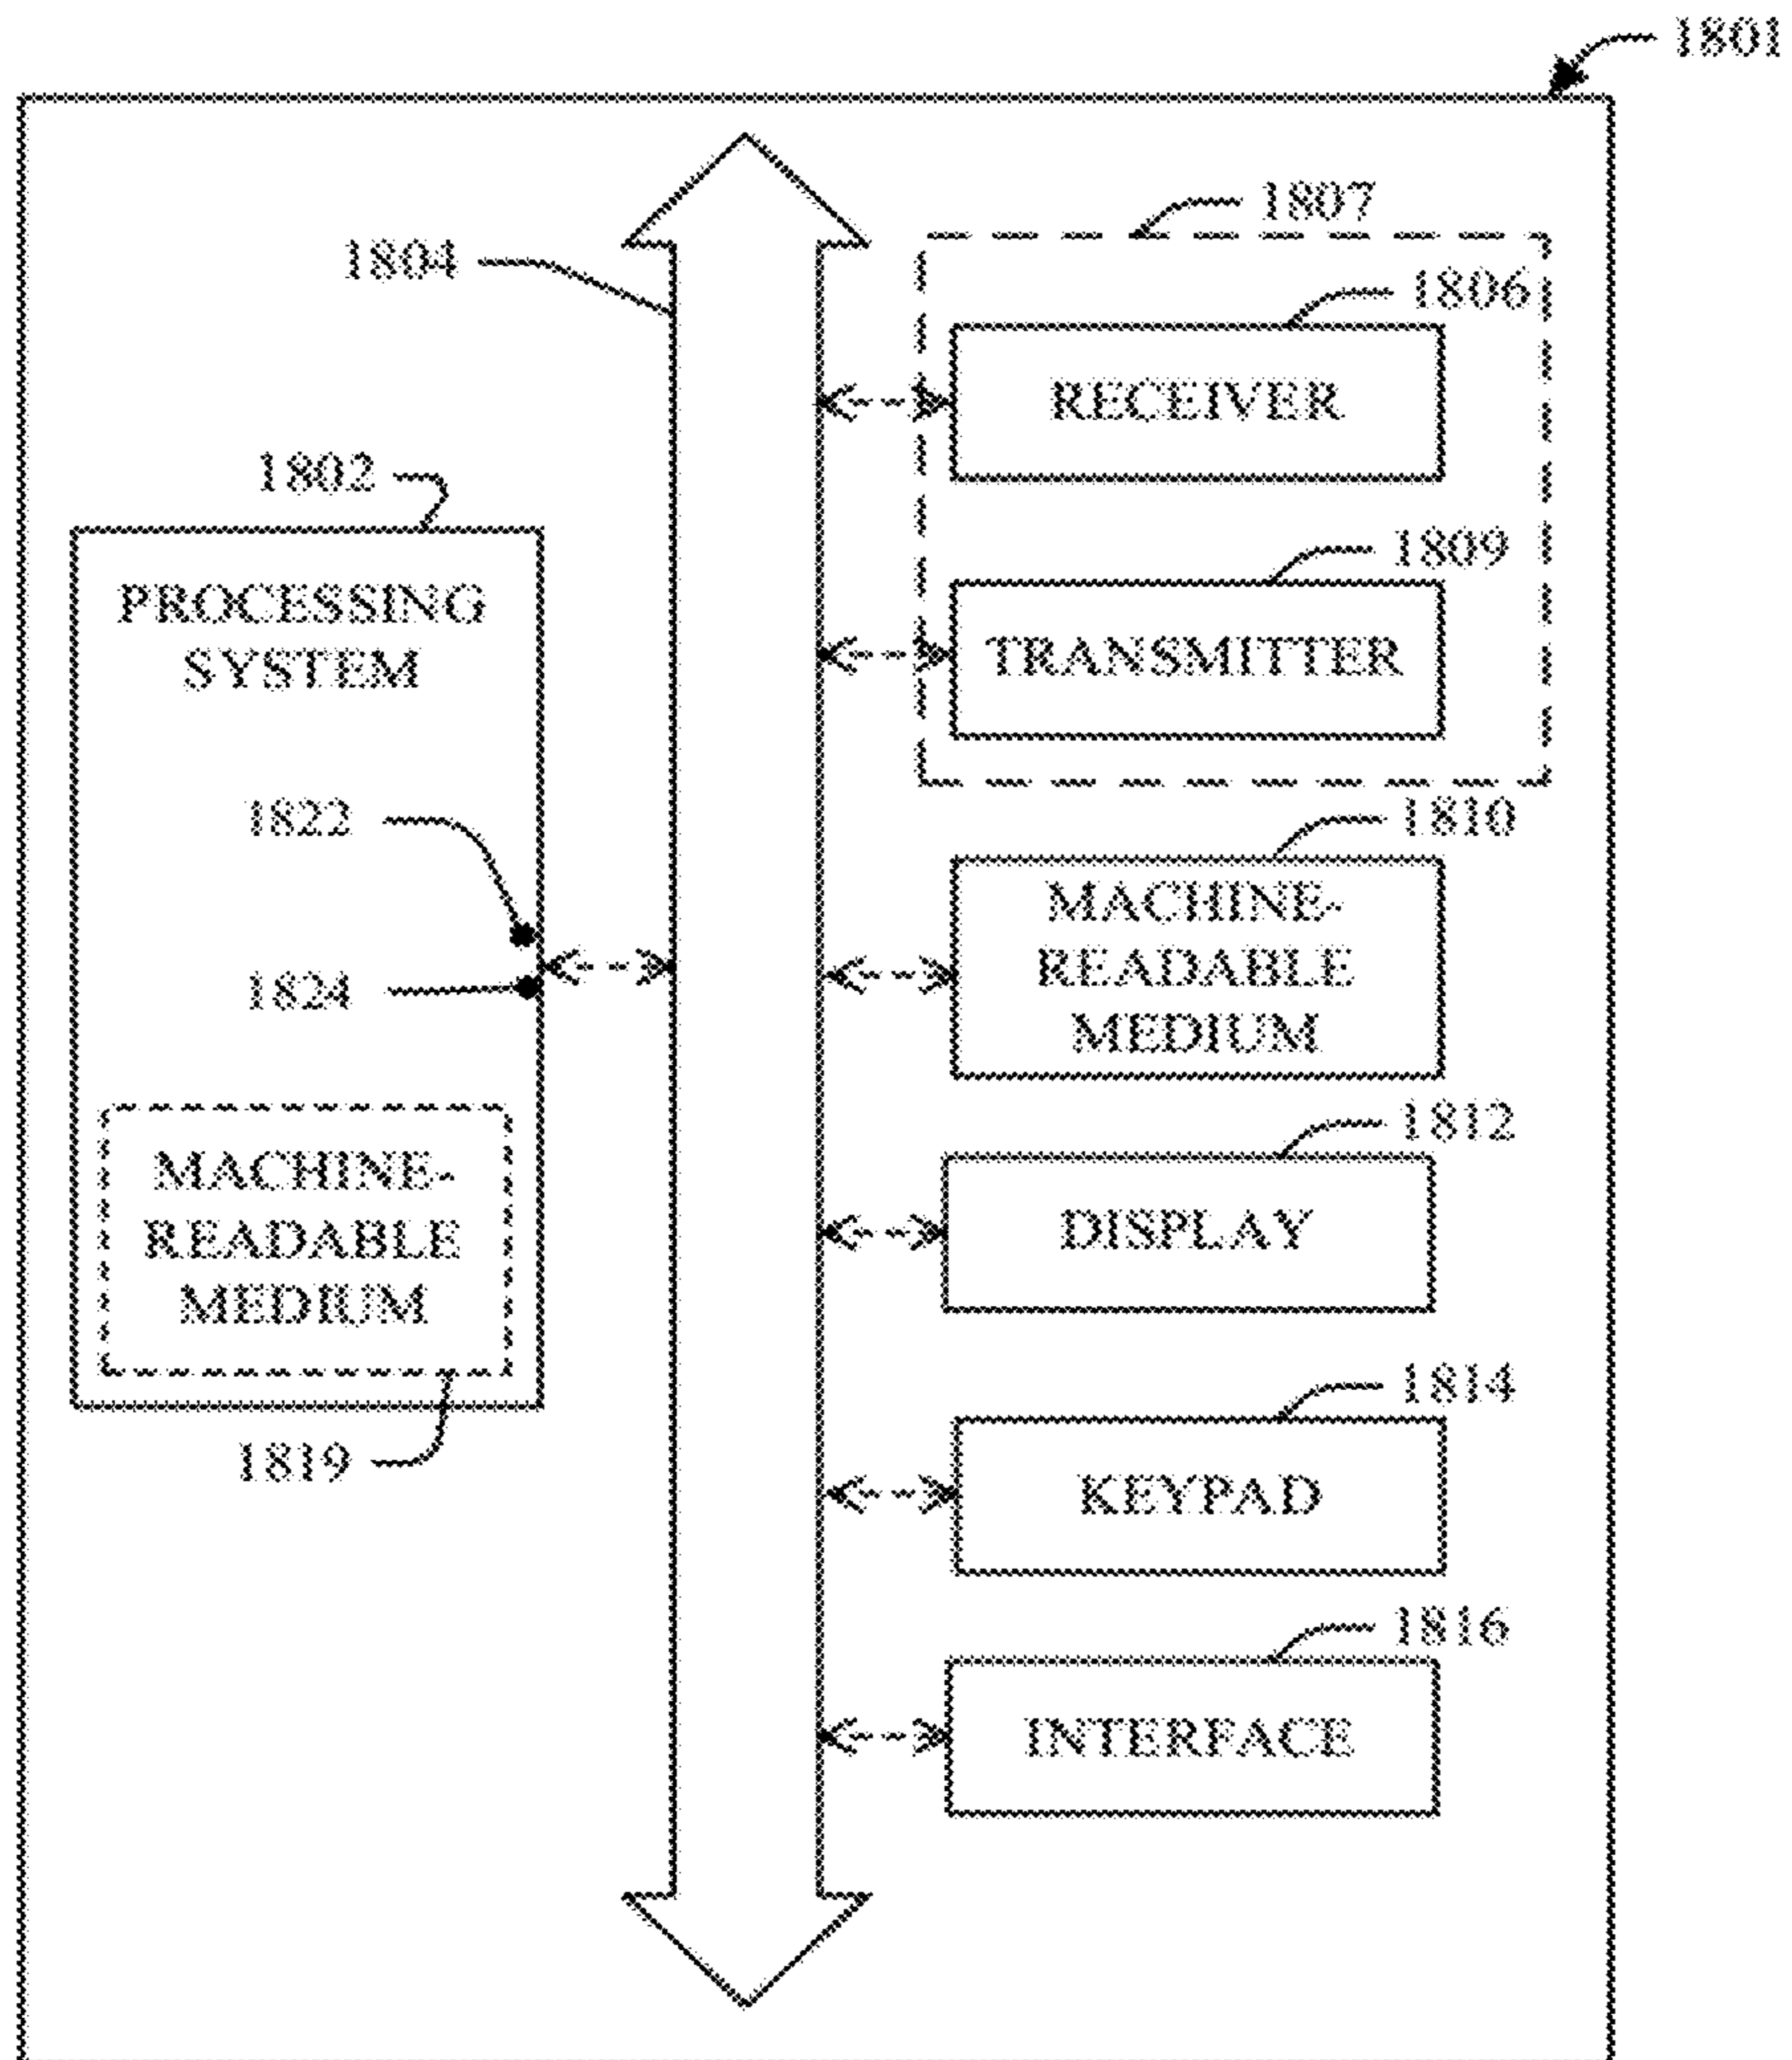 1801
1807
1804
1806
RECEIVER
1802
1809
PROCESSING
SYSTEM
TRANSMITTER
1822
1810
MACHINE-
READABLE
MEDIUM
1824
1812
MACHINE-
READABLE
MEDIUM
DISPLAY
1814
1819
KEYPAD
1816
INTERFACE